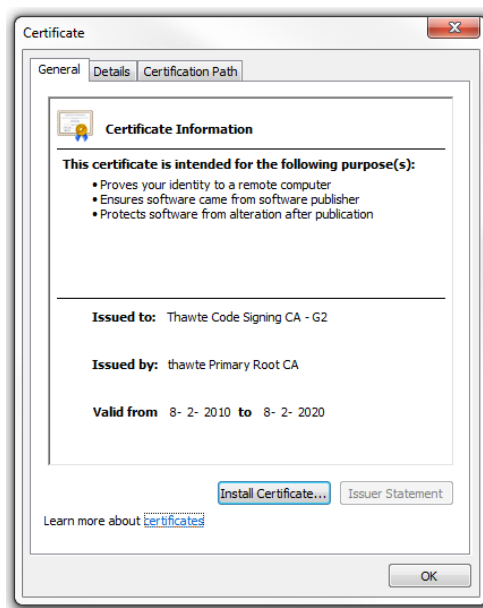 Certificate
General
Details
Certification Path
Certificate Information
This certificate is intended for the following purpose(s):
• Proves your identity to a remote computer
• Ensures software came from software publisher
• Protects software from alteration after publication
Issued to: Thawte Code Signing CA - G2
Issued by: thawte Primary Root CA
Valid from 8- 2- 2010 to 8- 2- 2020
Install Certificate... Issuer Statement
Learn more about certificates
OK